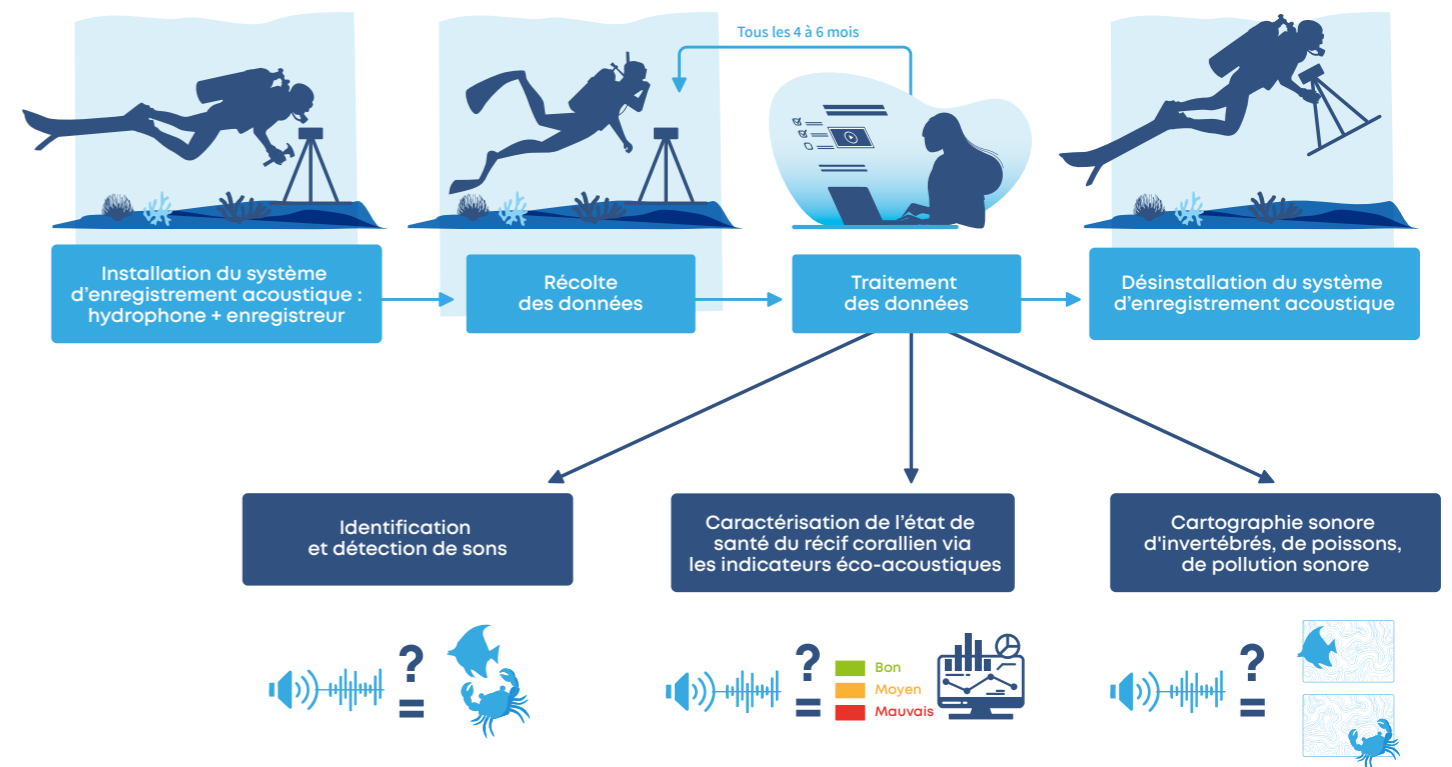 Tous les 4 à 6 mois
Installation du système
d'enregistrement acoustique :
hydrophone + enregistreur
Récolte
des données
Traitement
des données
Désinstallation du système
d'enregistrement acoustique
Identification
et détection de sons
Caractérisation de l'état de
santé du récif corallien via
les indicateurs éco-acoustiques
Cartographie sonore
d'invertébrés, de poissons,
de pollution sonore
?
=
?
=
Bon
Moyen
Mauvais
?
=